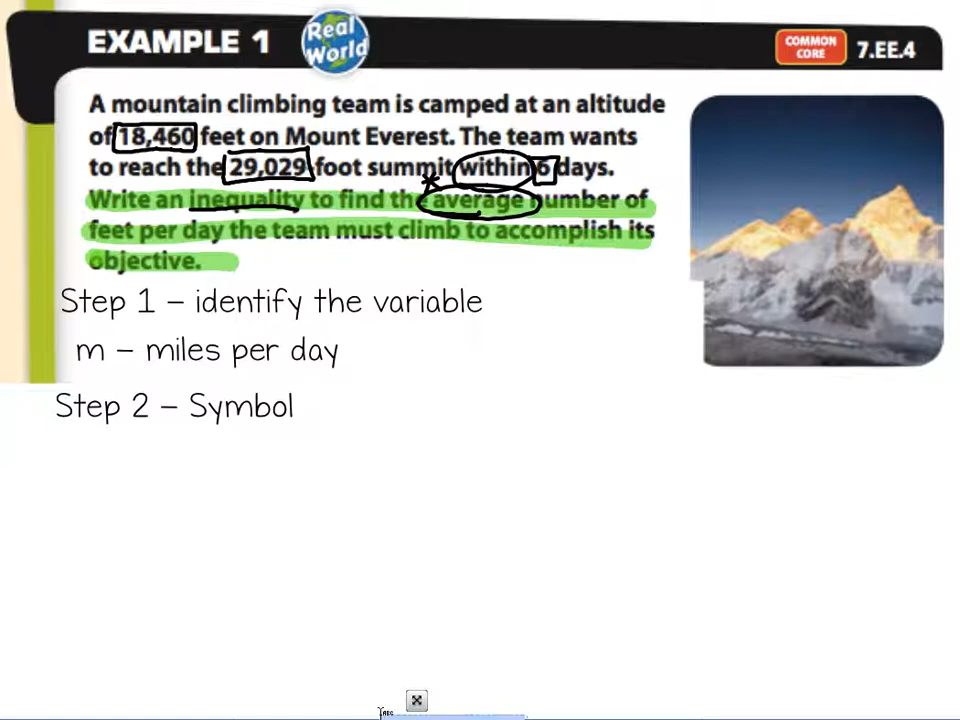 EXAMPLE 1
Real
World
COMMON
CORE
7.EE.4
A mountain climbing team is camped at an altitude
of 18,460 feet on Mount Everest. The team wants
to reach the 29,029-foot summit within 6 days.
Write an inequality to find the average number of
feet per day the team must climb to accomplish its
objective.
Step 1 – identify the variable
m – miles per day
Step 2 – Symbol
ABC